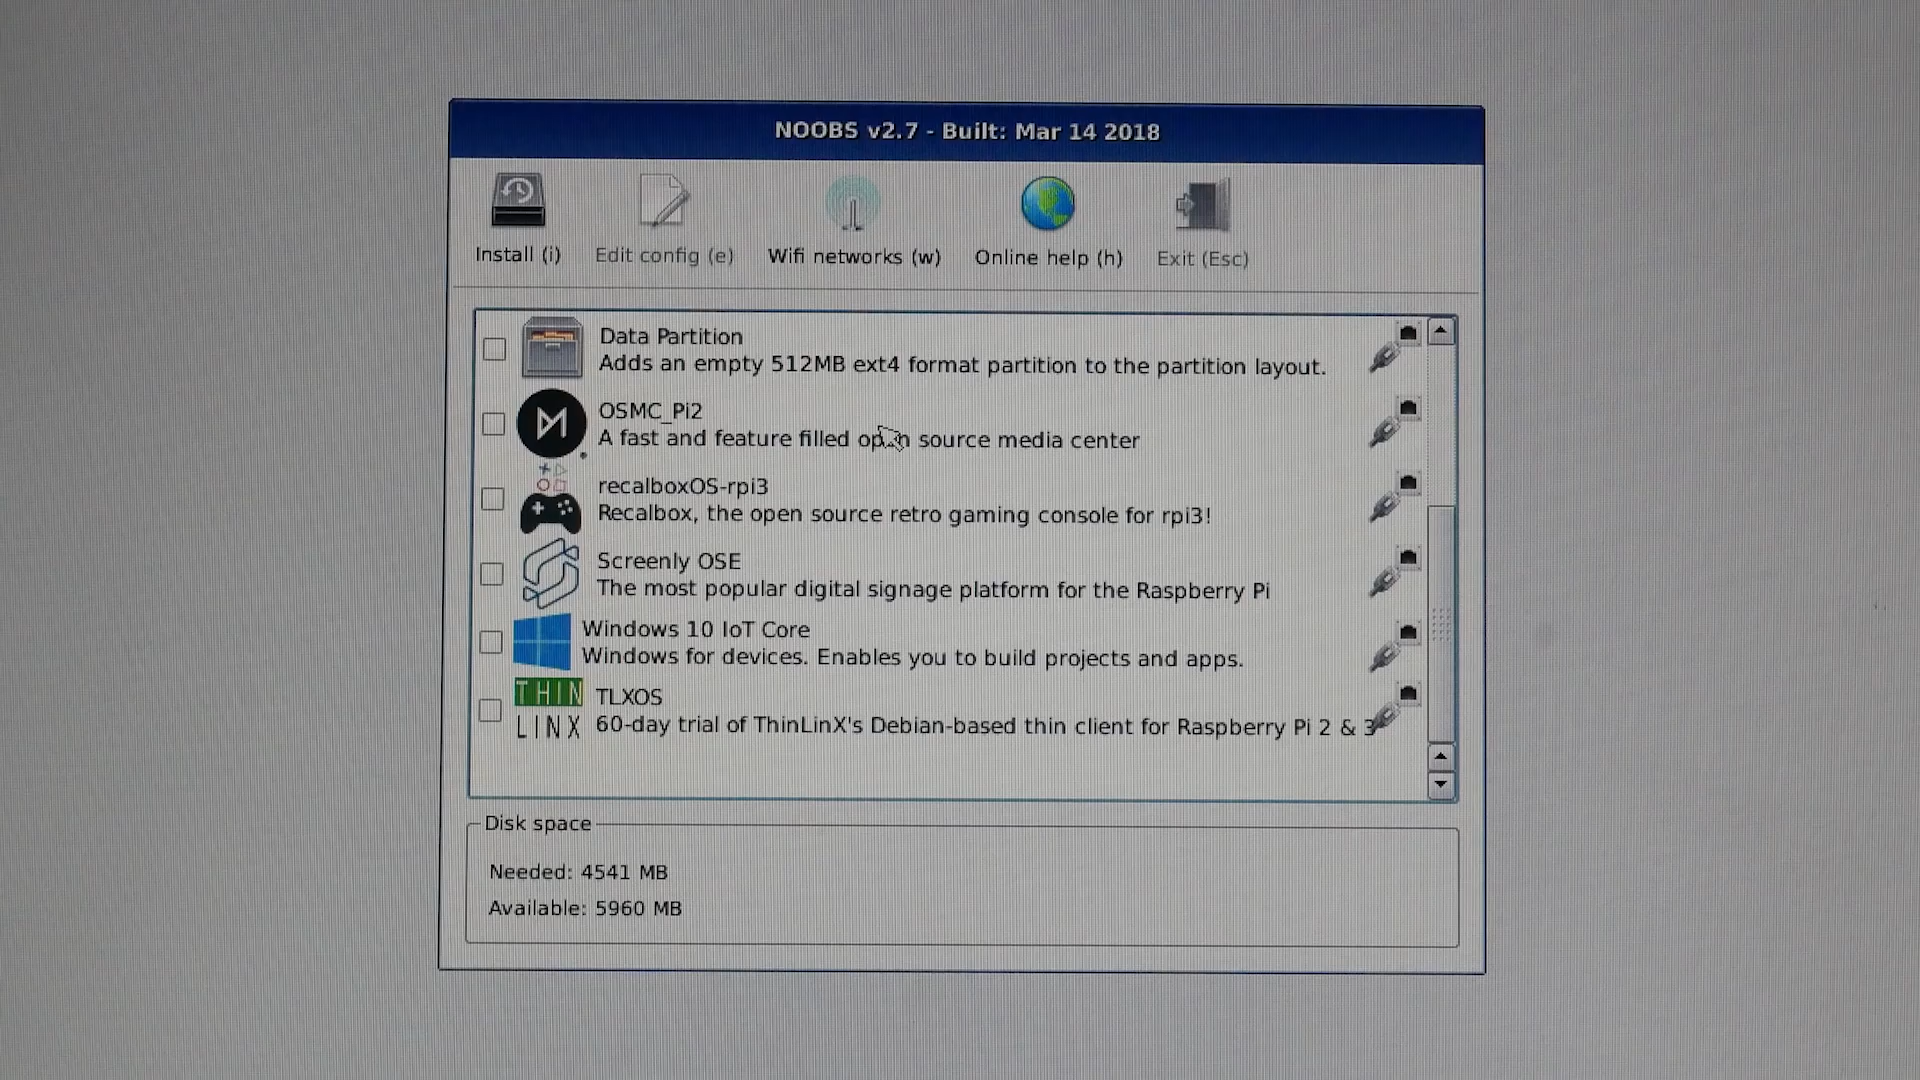 NOOBS v2.7 - Built: Mar 14 2018
Install (i) Edit config (e) Wifi networks (w) Online help (h) Exit (Esc)
Data Partition
Adds an empty 512MB ext4 format partition to the partition layout.
OSMC_Pi2
A fast and feature filled open source media center
recalboxOS-rpi3
Recalbox, the open source retro gaming console for rpi3!
Screenly OSE
The most popular digital signage platform for the Raspberry Pi
Windows 10 IoT Core
Windows for devices. Enables you to build projects and apps.
THIN
LINX
TLXOS
60-day trial of ThinLinX's Debian-based thin client for Raspberry Pi 2 & 3
Disk space
Needed: 4541 MB
Available: 5960 MB